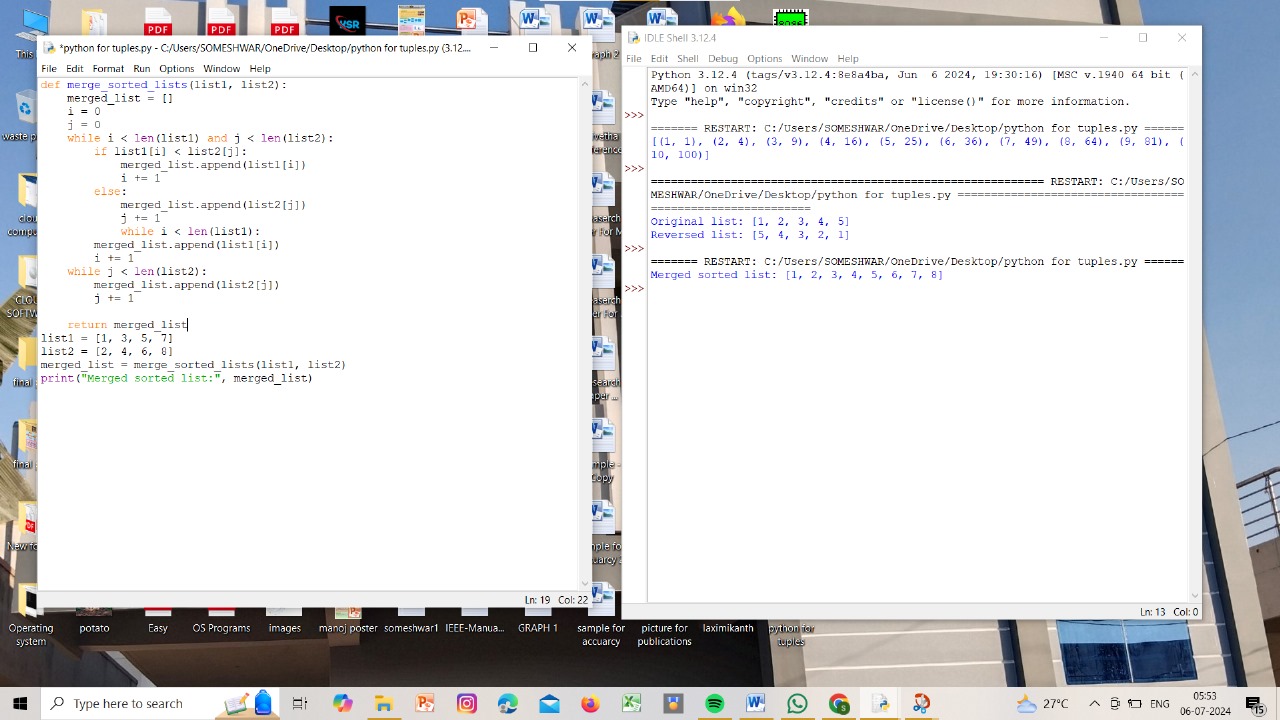 *python for tuples.py - C:/Users/SOMESHWAR/OneDrive/Desktop/python for tuples.py (3.12....
File Edit Format Run Options Window Help
def merge_sorted_lists(list1, list2):
    merged_list = []
    i = 0
    j = 0
    while i < len(list1) and j < len(list2):
        if list1[i] < list2[j]:
            merged_list.append(list1[i])
            i += 1
        else:
            merged_list.append(list2[j])
            j += 1
            while i < len(list1):
        merged_list.append(list1[i])
        i += 1
    while j < len(list2):
        merged_list.append(list2[j])
        j += 1

    return merged_list
list1 = [1, 3, 5, 7]
list2 = [2, 4, 6, 8]
merged_list = merge_sorted_lists(list1, list2)
print("Merged sorted list:", merged_list)
Ln: 19 Col: 22
IDLE Shell 3.12.4
File Edit Shell Debug Options Window Help
Python 3.12.4 (tags/v3.12.4:8e8a4ba, Jun  6 2024, 19:30:16) [MSC v.1940 64 bit (
AMD64)] on win32
Type "help", "copyright", "credits" or "license()" for more information.
>>>
======= RESTART: C:/Users/SOMESHWAR/OneDrive/Desktop/python for tuples.py ======
[(1, 1), (2, 4), (3, 9), (4, 16), (5, 25), (6, 36), (7, 49), (8, 64), (9, 81), (
10, 100)]
>>>
==================================================== RESTART: C:/Users/SO
MESHWAR/OneDrive/Desktop/python for tuples.py ==================================
========================
Original list: [1, 2, 3, 4, 5]
Reversed list: [5, 4, 3, 2, 1]
>>>
======= RESTART: C:/Users/SOMESHWAR/OneDrive/Desktop/python for tuples.py ======
Merged sorted list: [1, 2, 3, 4, 5, 6, 7, 8]
>>>
Ln: 13 Col: 0
PDF PDF PDF
VSR
Operating system
potato
Easy
OS Programs
images
manoj poster
someshwar1
IEEE-Manua...
GRAPH 1
sample for accuarcy
picture for publications
laximikanth
python for tuples
Type here to search
27°C
ENG
05:53
06-07-2024
15